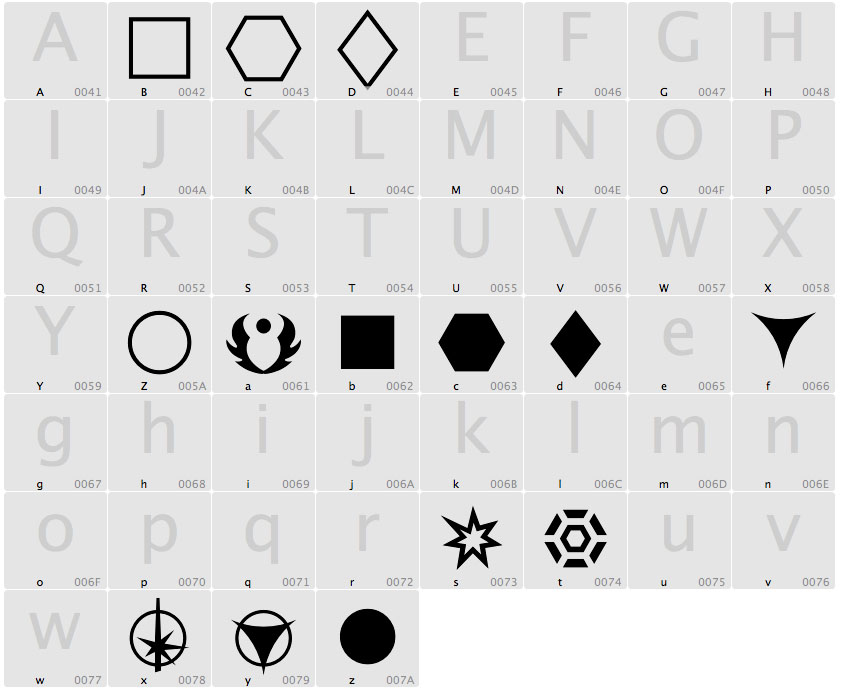 A E F G H
A 0041 B 0042 C 0043 D 0044 E 0045 F 0046 G 0047 H 0048
I J K L M N O P
I 0049 J 004A K 004B L 004C M 004D N 004E O 004F P 0050
Q R S T U V W X
Q 0051 R 0052 S 0053 T 0054 U 0055 V 0056 W 0057 X 0058
Y e
Y 0059 Z 005A a 0061 b 0062 c 0063 d 0064 e 0065 f 0066
g h i j k l m n
g 0067 h 0068 i 0069 j 006A k 006B l 006C m 006D n 006E
o p q r u v
o 006F p 0070 q 0071 r 0072 s 0073 t 0074 u 0075 v 0076
w
w 0077 x 0078 y 0079 z 007A